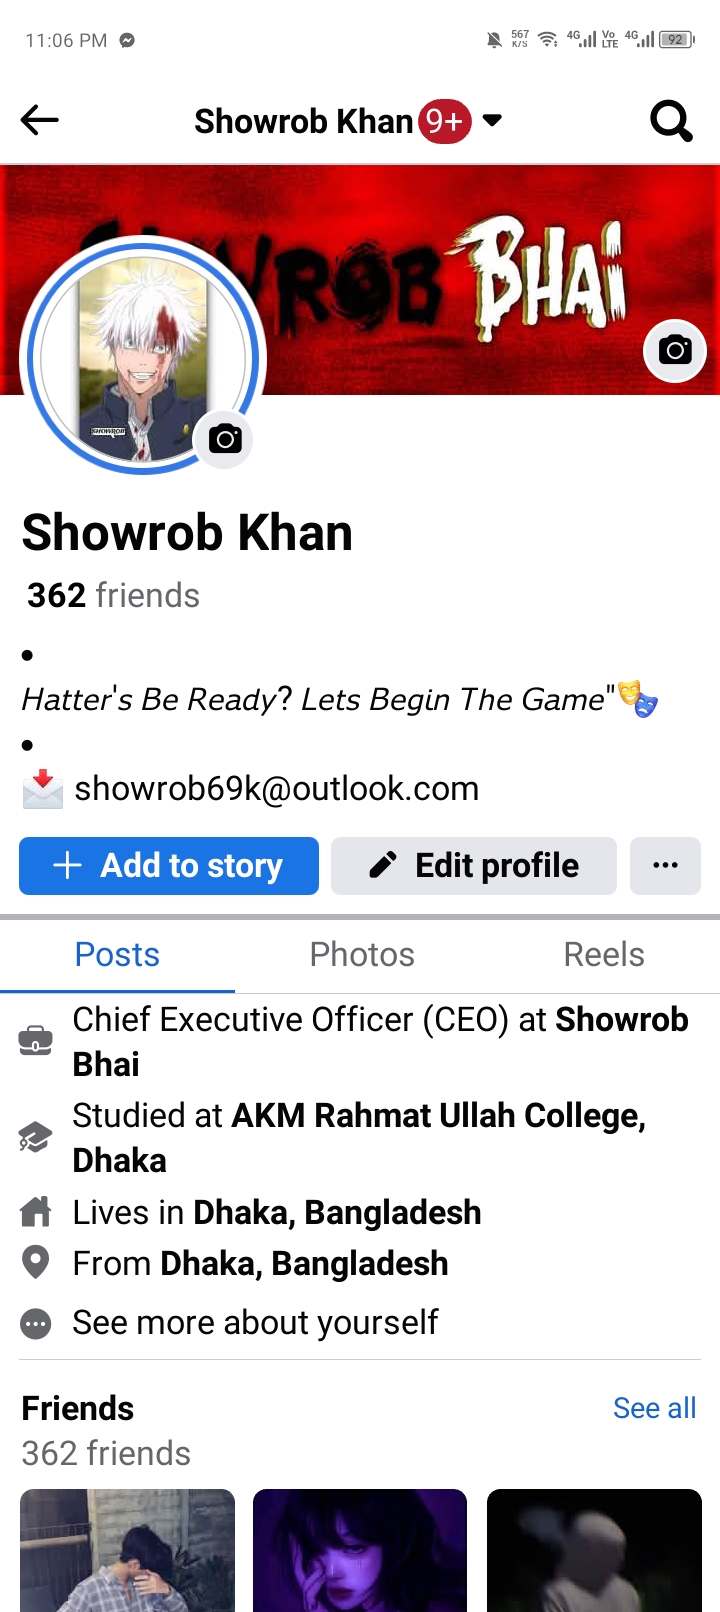 11:06 PM
567 K/S 4G Vo LTE 4G 92
Showrob Khan 9+
SHOWROB BHAI
SHOWROB
Showrob Khan
362 friends
•
Hatter's Be Ready? Lets Begin The Game"🎭
•
📩 showrob69k@outlook.com
+ Add to story
Edit profile
...
Posts Photos Reels
Chief Executive Officer (CEO) at Showrob
Bhai
Studied at AKM Rahmat Ullah College,
Dhaka
Lives in Dhaka, Bangladesh
From Dhaka, Bangladesh
See more about yourself
Friends See all
362 friends